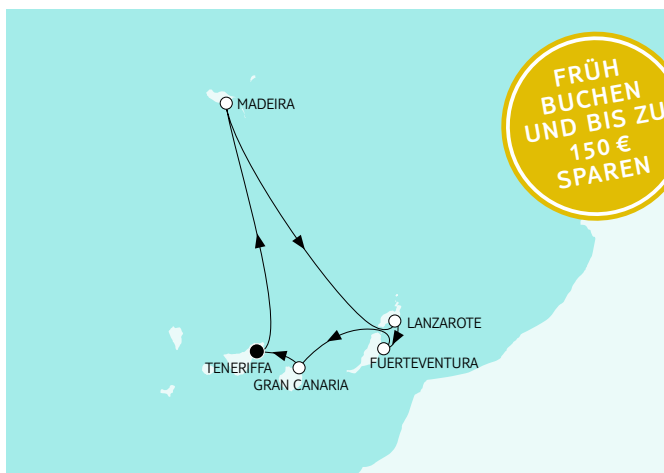 FRÜH
BUCHEN
UND BIS ZU
150 €
SPAREN
MADEIRA
LANZAROTE
FUERTEVENTURA
TENERIFFA
GRAN CANARIA